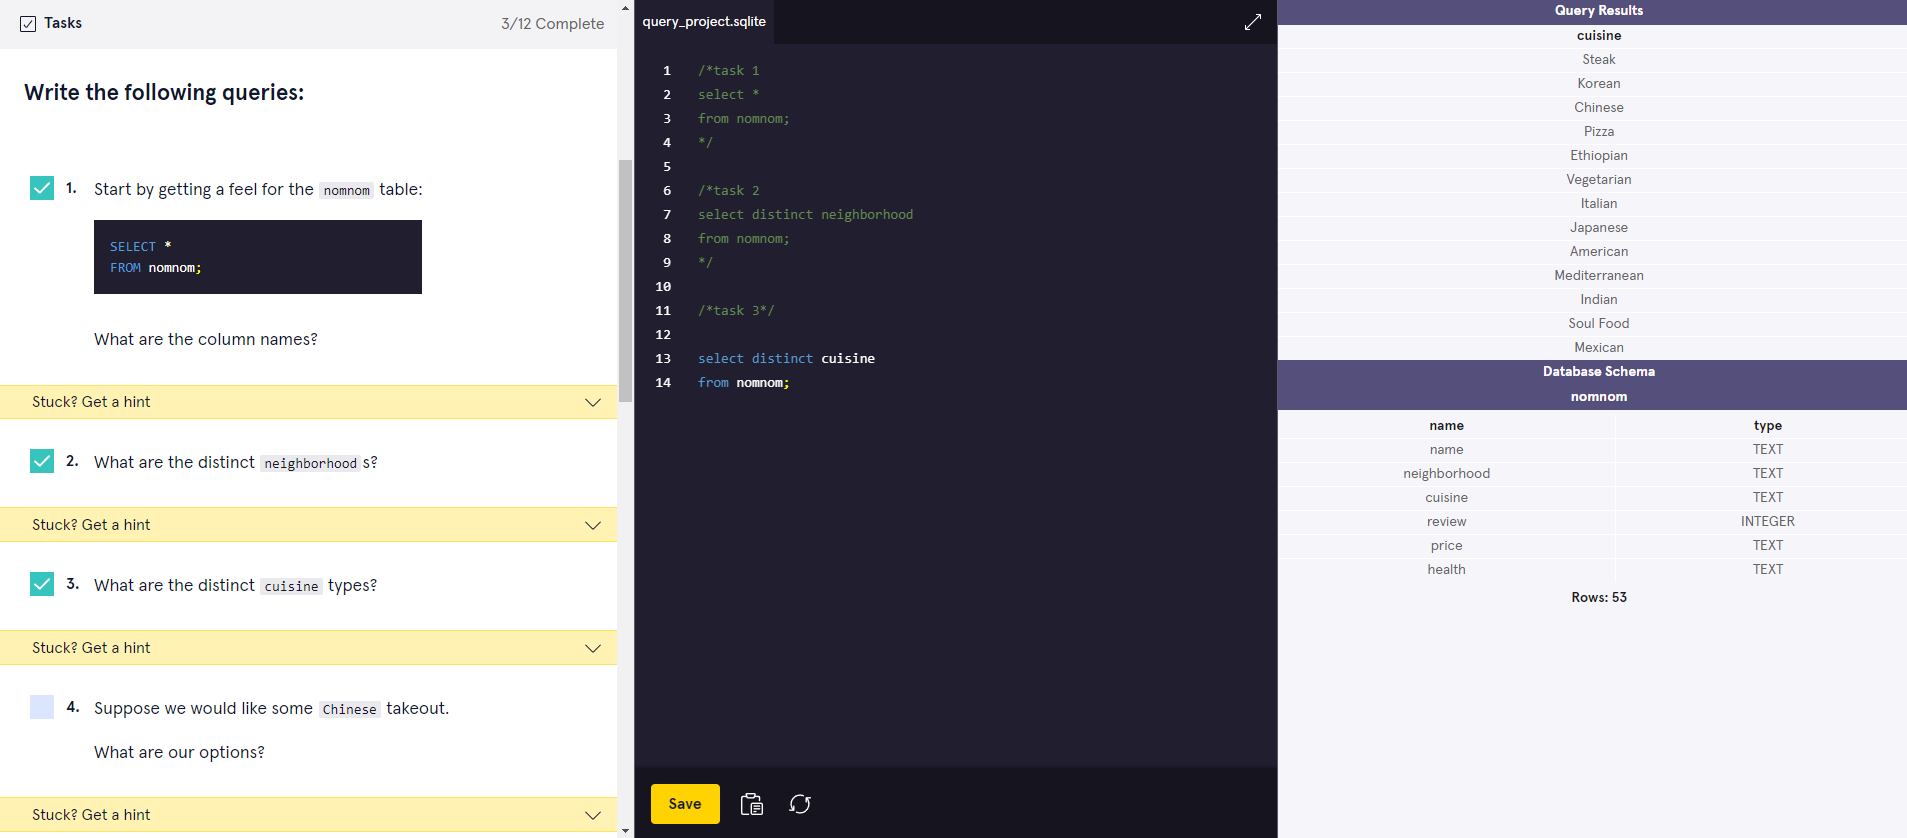 Tasks
3/12 Complete
Write the following queries:
1. Start by getting a feel for the nomnom table:
SELECT *
FROM nomnom;
What are the column names?
Stuck? Get a hint
2. What are the distinct neighborhood s?
Stuck? Get a hint
3. What are the distinct cuisine types?
Stuck? Get a hint
4. Suppose we would like some Chinese takeout.
What are our options?
Stuck? Get a hint
query_project.sqlite
1 /*task 1
2 select *
3 from nomnom;
4 */
5
6 /*task 2
7 select distinct neighborhood
8 from nomnom;
9 */
10
11 /*task 3*/
12
13 select distinct cuisine
14 from nomnom;
Save
Query Results
cuisine
Steak
Korean
Chinese
Pizza
Ethiopian
Vegetarian
Italian
Japanese
American
Mediterranean
Indian
Soul Food
Mexican
Database Schema
nomnom
name type
name TEXT
neighborhood TEXT
cuisine TEXT
review INTEGER
price TEXT
health TEXT
Rows: 53